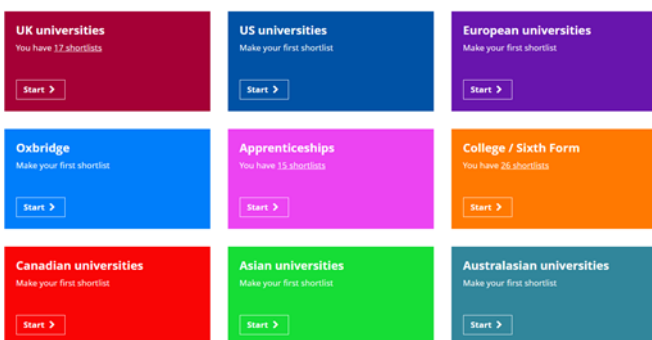 UK universities
You have 17 shortlists
Start
US universities
Make your first shortlist
Start
European universities
Make your first shortlist
Start
Oxbridge
Make your first shortlist
Start
Apprenticeships
You have 15 shortlists
Start
College / Sixth Form
You have 26 shortlists
Start
Canadian universities
Make your first shortlist
Start
Asian universities
Make your first shortlist
Start
Australasian universities
Make your first shortlist
Start